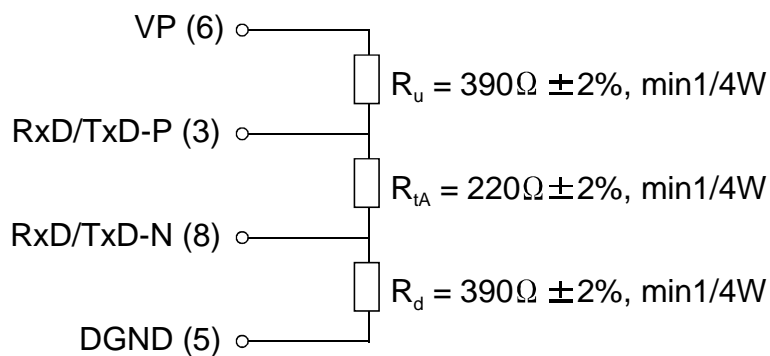 VP (6)
R_u = 390Ω ±2%, min1/4W
RxD/TxD-P (3)
R_tA = 220Ω ±2%, min1/4W
RxD/TxD-N (8)
R_d = 390Ω ±2%, min1/4W
DGND (5)